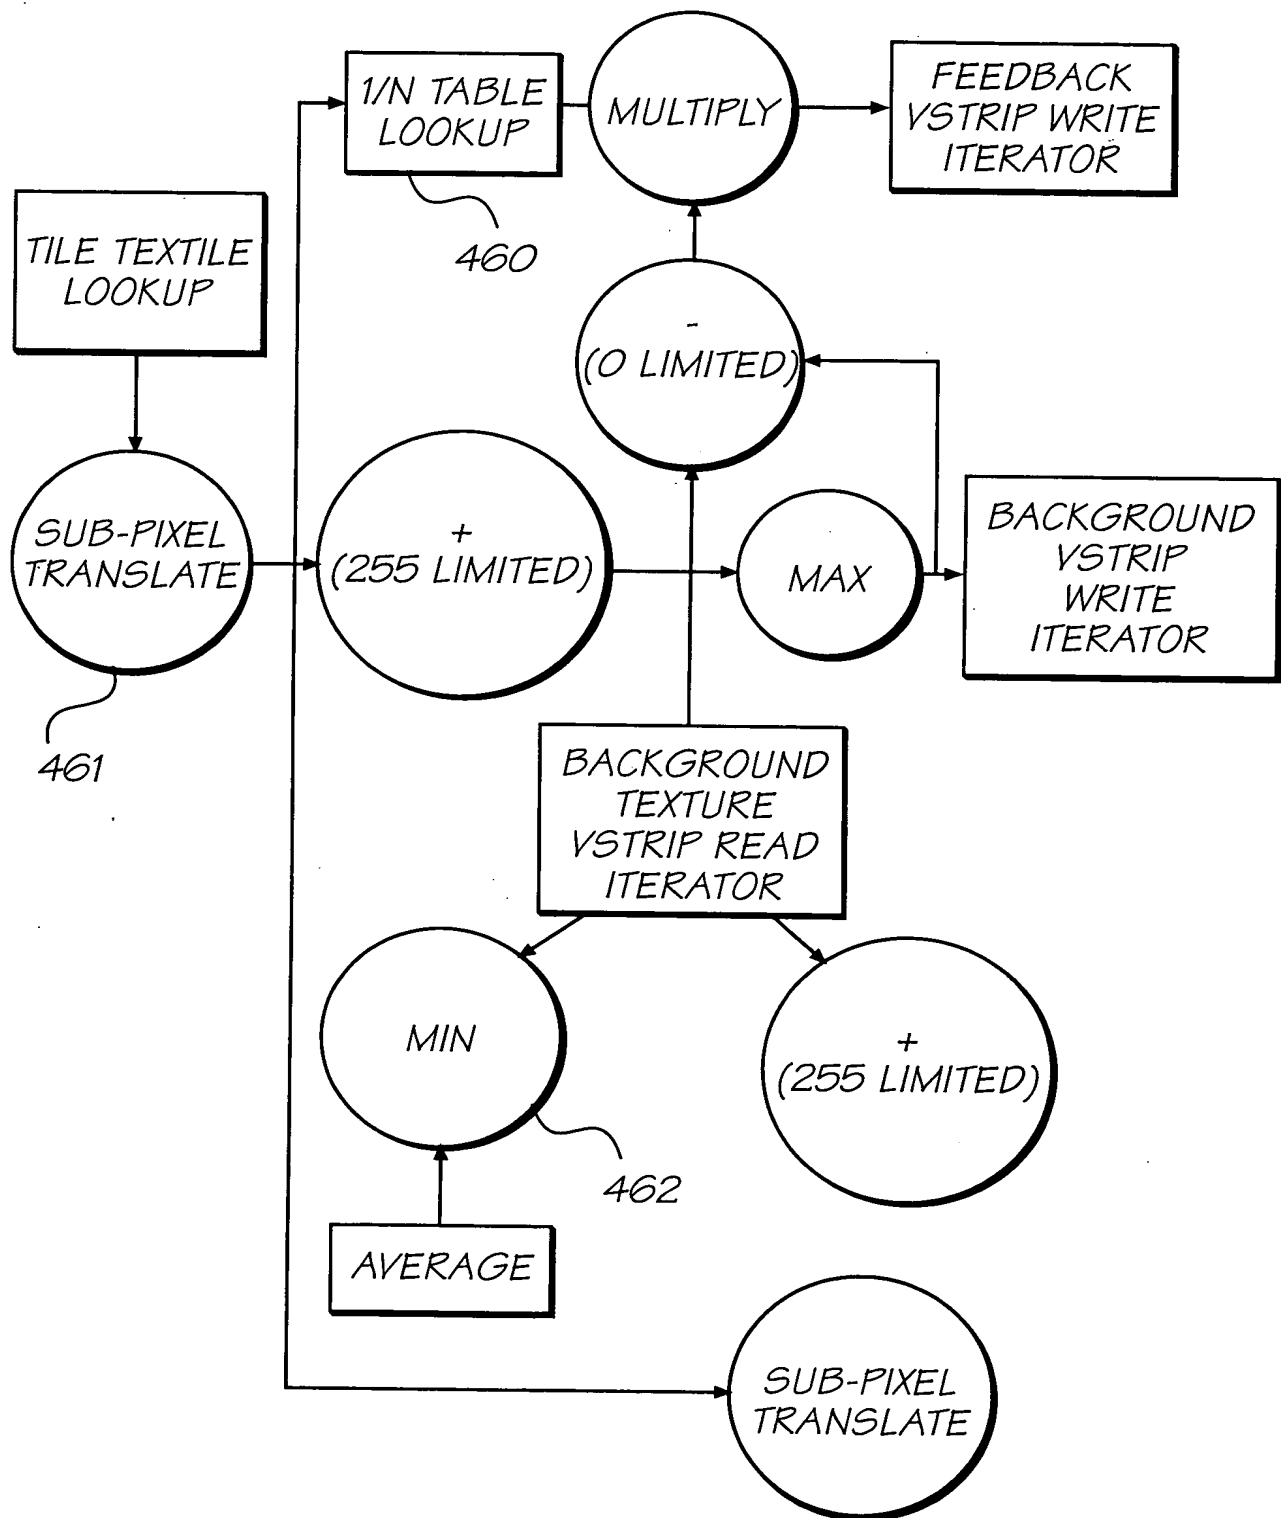 1/N TABLE
LOOKUP
MULTIPLY
FEEDBACK
VSTRIP WRITE
ITERATOR
460
TILE TEXTILE
LOOKUP
-
(0 LIMITED)
SUB-PIXEL
TRANSLATE
461
+
(255 LIMITED)
MAX
BACKGROUND
VSTRIP
WRITE
ITERATOR
BACKGROUND
TEXTURE
VSTRIP READ
ITERATOR
MIN
462
+
(255 LIMITED)
AVERAGE
SUB-PIXEL
TRANSLATE